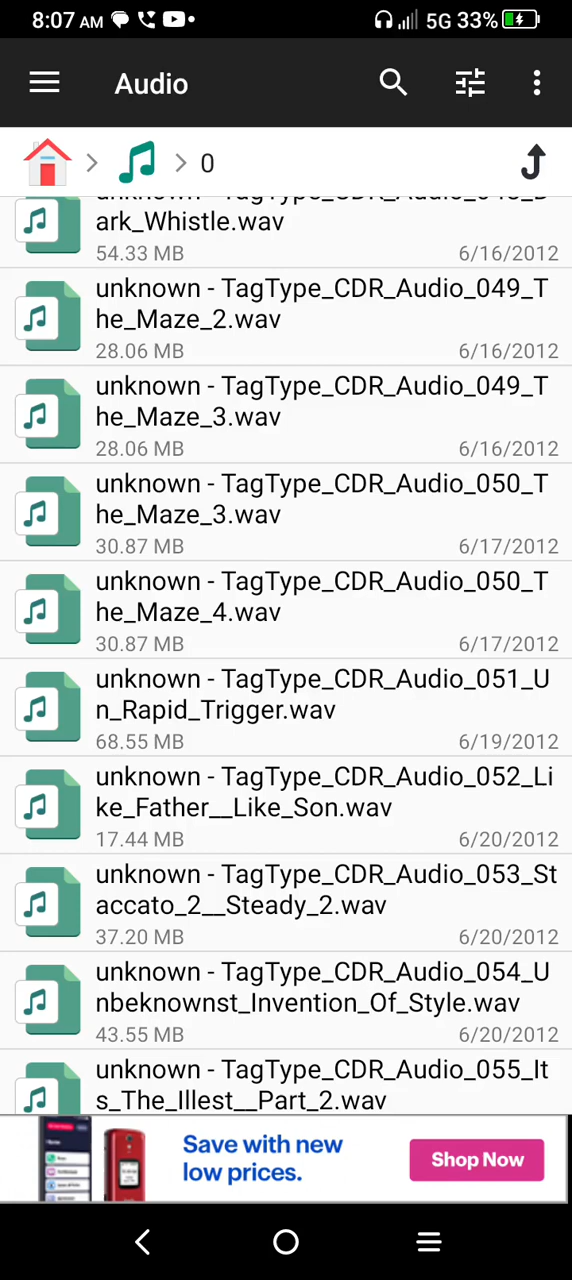 8:07 AM
5G 33%
Audio
0
ark_Whistle.wav
54.33 MB 6/16/2012
unknown - TagType_CDR_Audio_049_T
he_Maze_2.wav
28.06 MB 6/16/2012
unknown - TagType_CDR_Audio_049_T
he_Maze_3.wav
28.06 MB 6/16/2012
unknown - TagType_CDR_Audio_050_T
he_Maze_3.wav
30.87 MB 6/17/2012
unknown - TagType_CDR_Audio_050_T
he_Maze_4.wav
30.87 MB 6/17/2012
unknown - TagType_CDR_Audio_051_U
n_Rapid_Trigger.wav
68.55 MB 6/19/2012
unknown - TagType_CDR_Audio_052_Li
ke_Father__Like_Son.wav
17.44 MB 6/20/2012
unknown - TagType_CDR_Audio_053_St
accato_2__Steady_2.wav
37.20 MB 6/20/2012
unknown - TagType_CDR_Audio_054_U
nbeknownst_Invention_Of_Style.wav
43.55 MB 6/20/2012
unknown - TagType_CDR_Audio_055_It
s_The_Illest__Part_2.wav
Save with new
low prices.
Shop Now